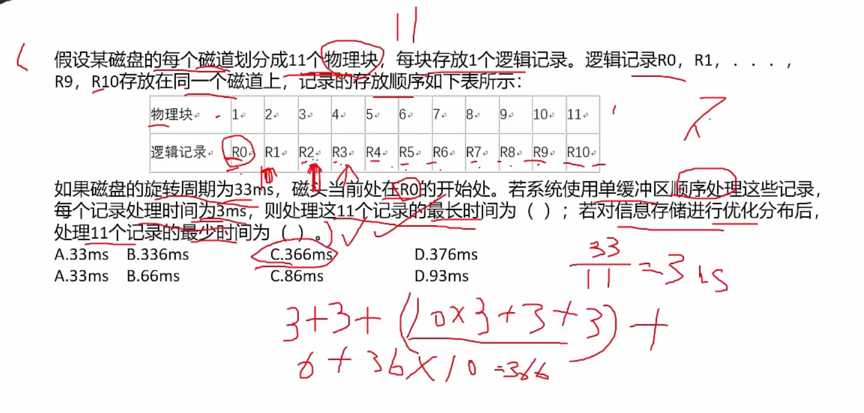 11
假设某磁盘的每个磁道划分成11个物理块，每块存放1个逻辑记录。逻辑记录R0，R1，．．．．，
R9，R10存放在同一个磁道上，记录的存放顺序如下表所示：
物理块 1 2 3 4 5 6 7 8 9 10 11
逻辑记录 R0 R1 R2 R3 R4 R5 R6 R7 R8 R9 R10
如果磁盘的旋转周期为33ms，磁头当前处在R0的开始处。若系统使用单缓冲区顺序处理这些记录，
每个记录处理时间为3ms，则处理这11个记录的最长时间为（ ）；若对信息存储进行优化分布后，
处理11个记录的最少时间为（ ）。
A.33ms B.336ms C.366ms D.376ms
A.33ms B.66ms C.86ms D.93ms
33
11
=3
3+3+(10×3+3+3)+
6+36×10=366